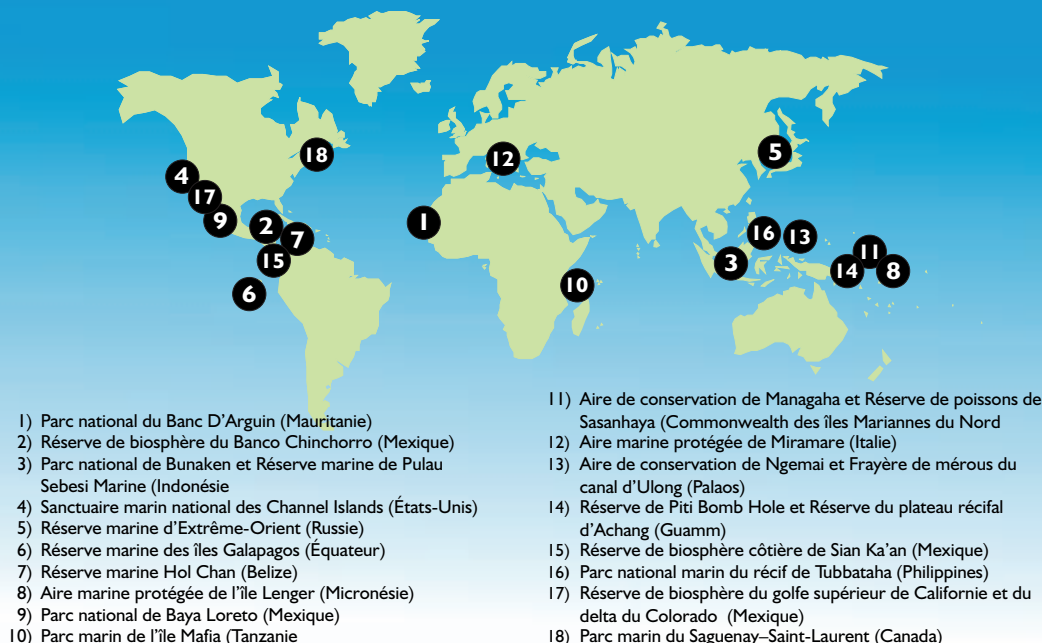 18
5
12
4
17
9
1
2
16
13
7
11
15
3
14
8
10
6
1) Parc national du Banc D'Arguin (Mauritanie)
2) Réserve de biosphère du Banco Chinchorro (Mexique)
3) Parc national de Bunaken et Réserve marine de Pulau
Sebesi Marine (Indonésie
4) Sanctuaire marin national des Channel Islands (États-Unis)
5) Réserve marine d'Extrême-Orient (Russie)
6) Réserve marine des îles Galapagos (Équateur)
7) Réserve marine Hol Chan (Belize)
8) Aire marine protégée de l'île Lenger (Micronésie)
9) Parc national de Baya Loreto (Mexique)
10) Parc marin de l'île Mafia (Tanzanie
11) Aire de conservation de Managaha et Réserve de poissons de
Sasanhaya (Commonwealth des îles Mariannes du Nord
12) Aire marine protégée de Miramare (Italie)
13) Aire de conservation de Ngemai et Frayère de mérous du
canal d'Ulong (Palaos)
14) Réserve de Piti Bomb Hole et Réserve du plateau récifal
d'Achang (Guamm)
15) Réserve de biosphère côtière de Sian Ka'an (Mexique)
16) Parc national marin du récif de Tubbataha (Philippines)
17) Réserve de biosphère du golfe supérieur de Californie et du
delta du Colorado (Mexique)
18) Parc marin du Saguenay–Saint-Laurent (Canada)